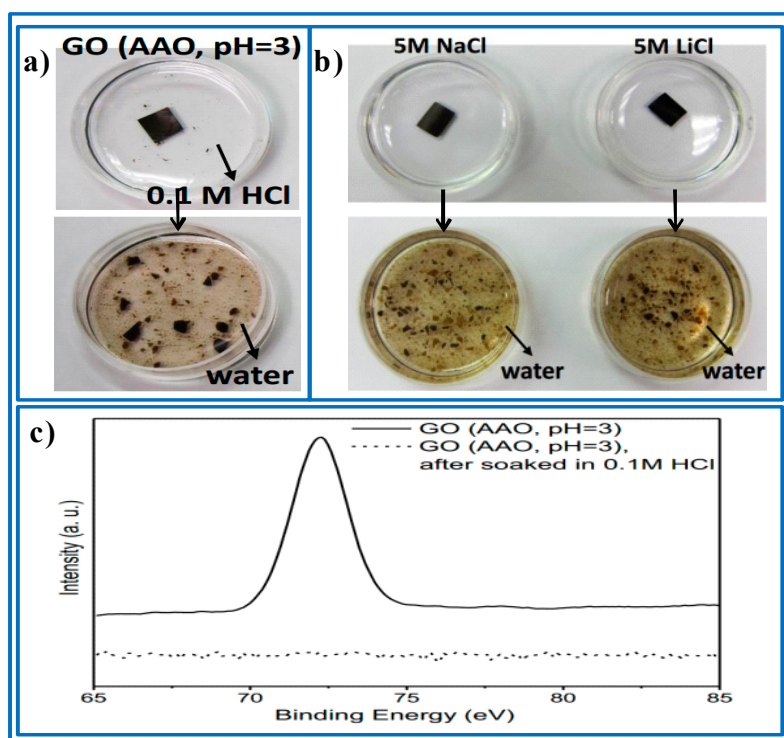 a)
GO (AAO, pH=3)
0.1 M HCl
water
b)
5M NaCl
5M LiCl
water
water
c)
GO (AAO, pH=3)
GO (AAO, pH=3),
after soaked in 0.1M HCl
Intensity (a. u.)
65
70
75
80
85
Binding Energy (eV)